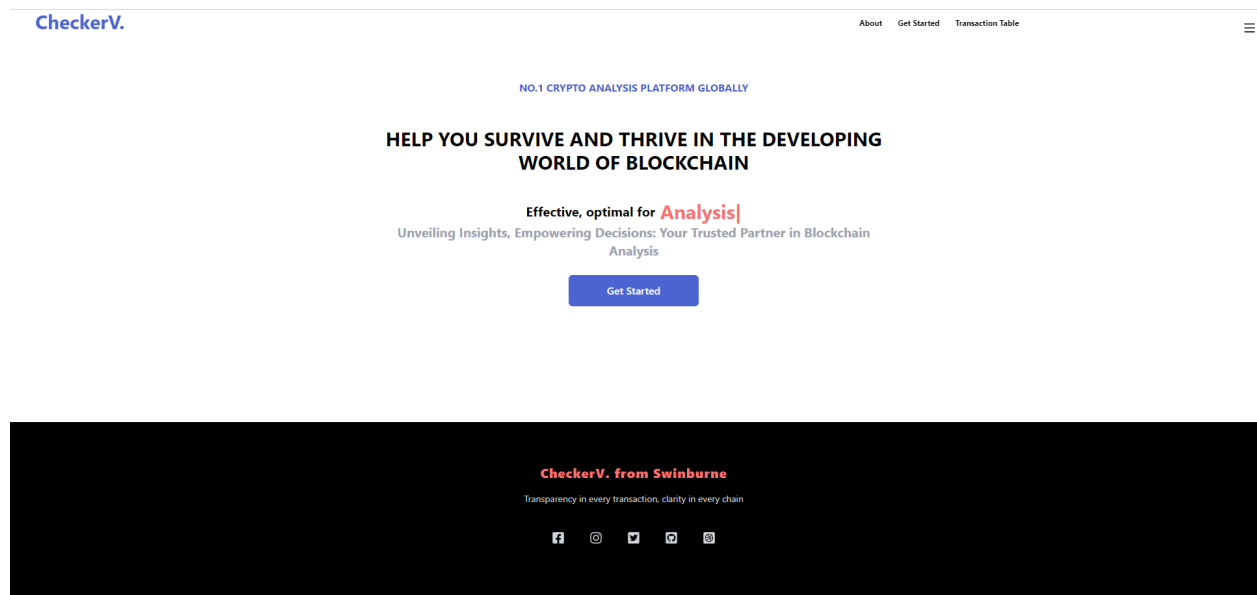 CheckerV.
About Get Started Transaction Table
NO.1 CRYPTO ANALYSIS PLATFORM GLOBALLY
HELP YOU SURVIVE AND THRIVE IN THE DEVELOPING
WORLD OF BLOCKCHAIN
Effective, optimal for Analysis|
Unveiling Insights, Empowering Decisions: Your Trusted Partner in Blockchain
Analysis
Get Started
CheckerV. from Swinburne
Transparency in every transaction, clarity in every chain